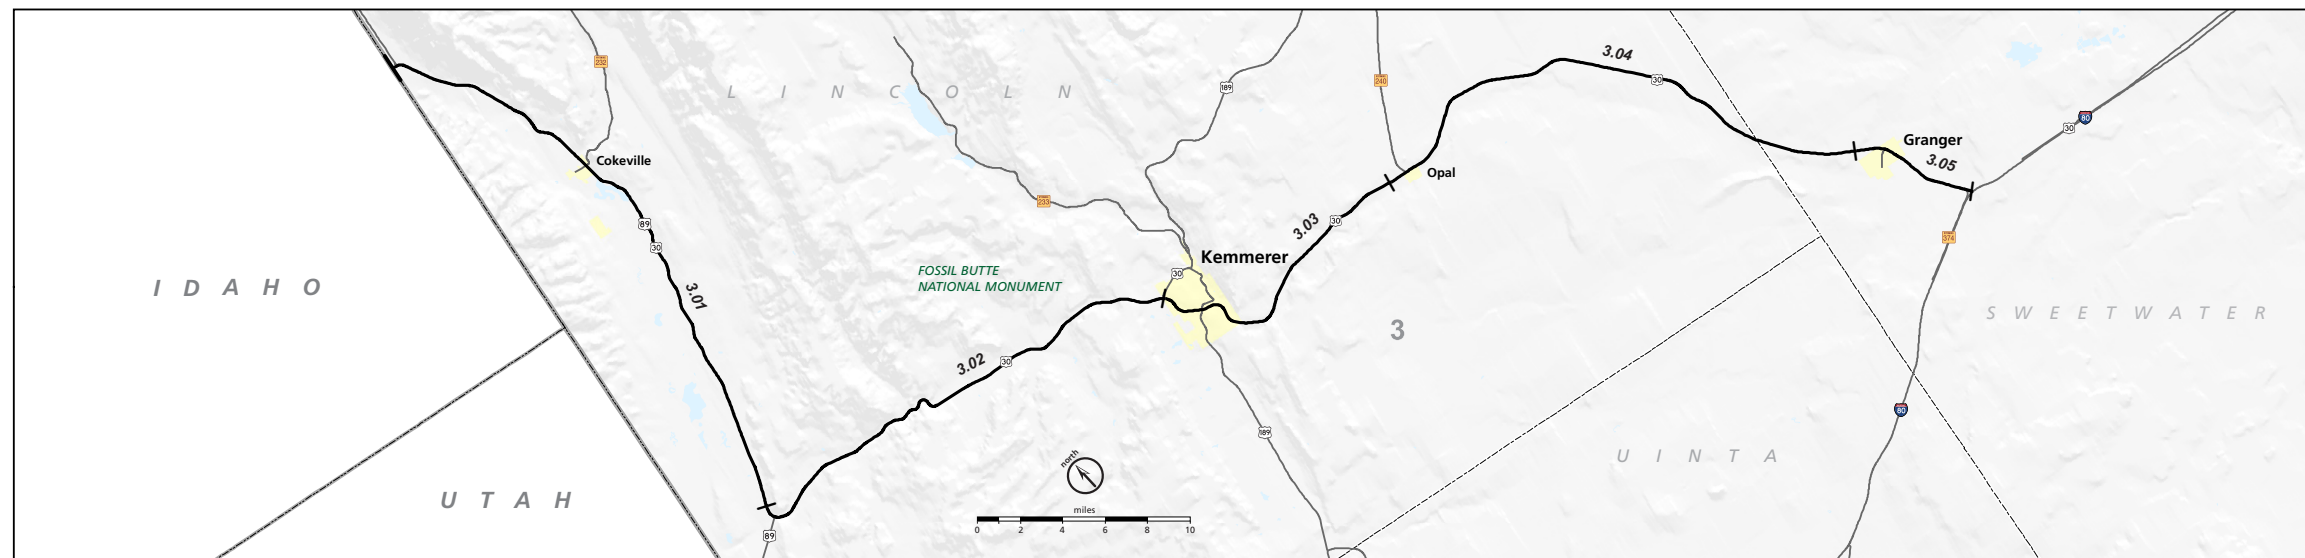 232
L I N C O L N
189
240
3.04
30
80
30
Cokeville
Granger
3.05
Opal
233
89
30
3.03
30
374
Kemmerer
30
FOSSIL BUTTE
NATIONAL MONUMENT
I D A H O
3.01
S W E E T W A T E R
3
3.02
30
80
189
U I N T A
north
U T A H
miles
0 2 4 6 8 10
89